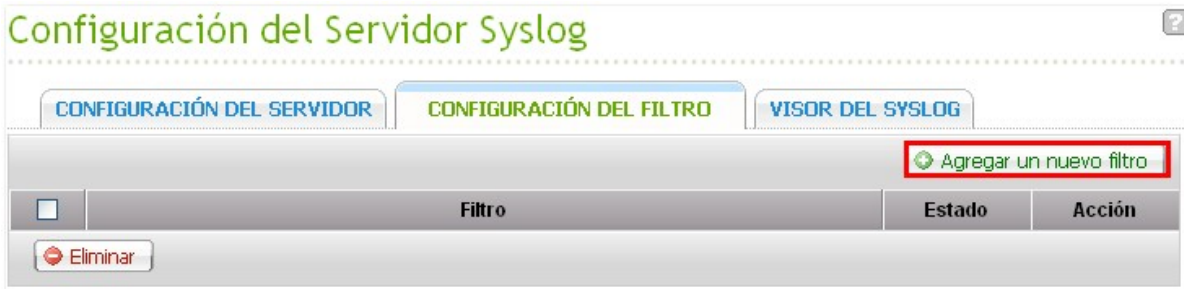 Configuración del Servidor Syslog
?
CONFIGURACIÓN DEL SERVIDOR CONFIGURACIÓN DEL FILTRO VISOR DEL SYSLOG
Agregar un nuevo filtro
Filtro Estado Acción
Eliminar